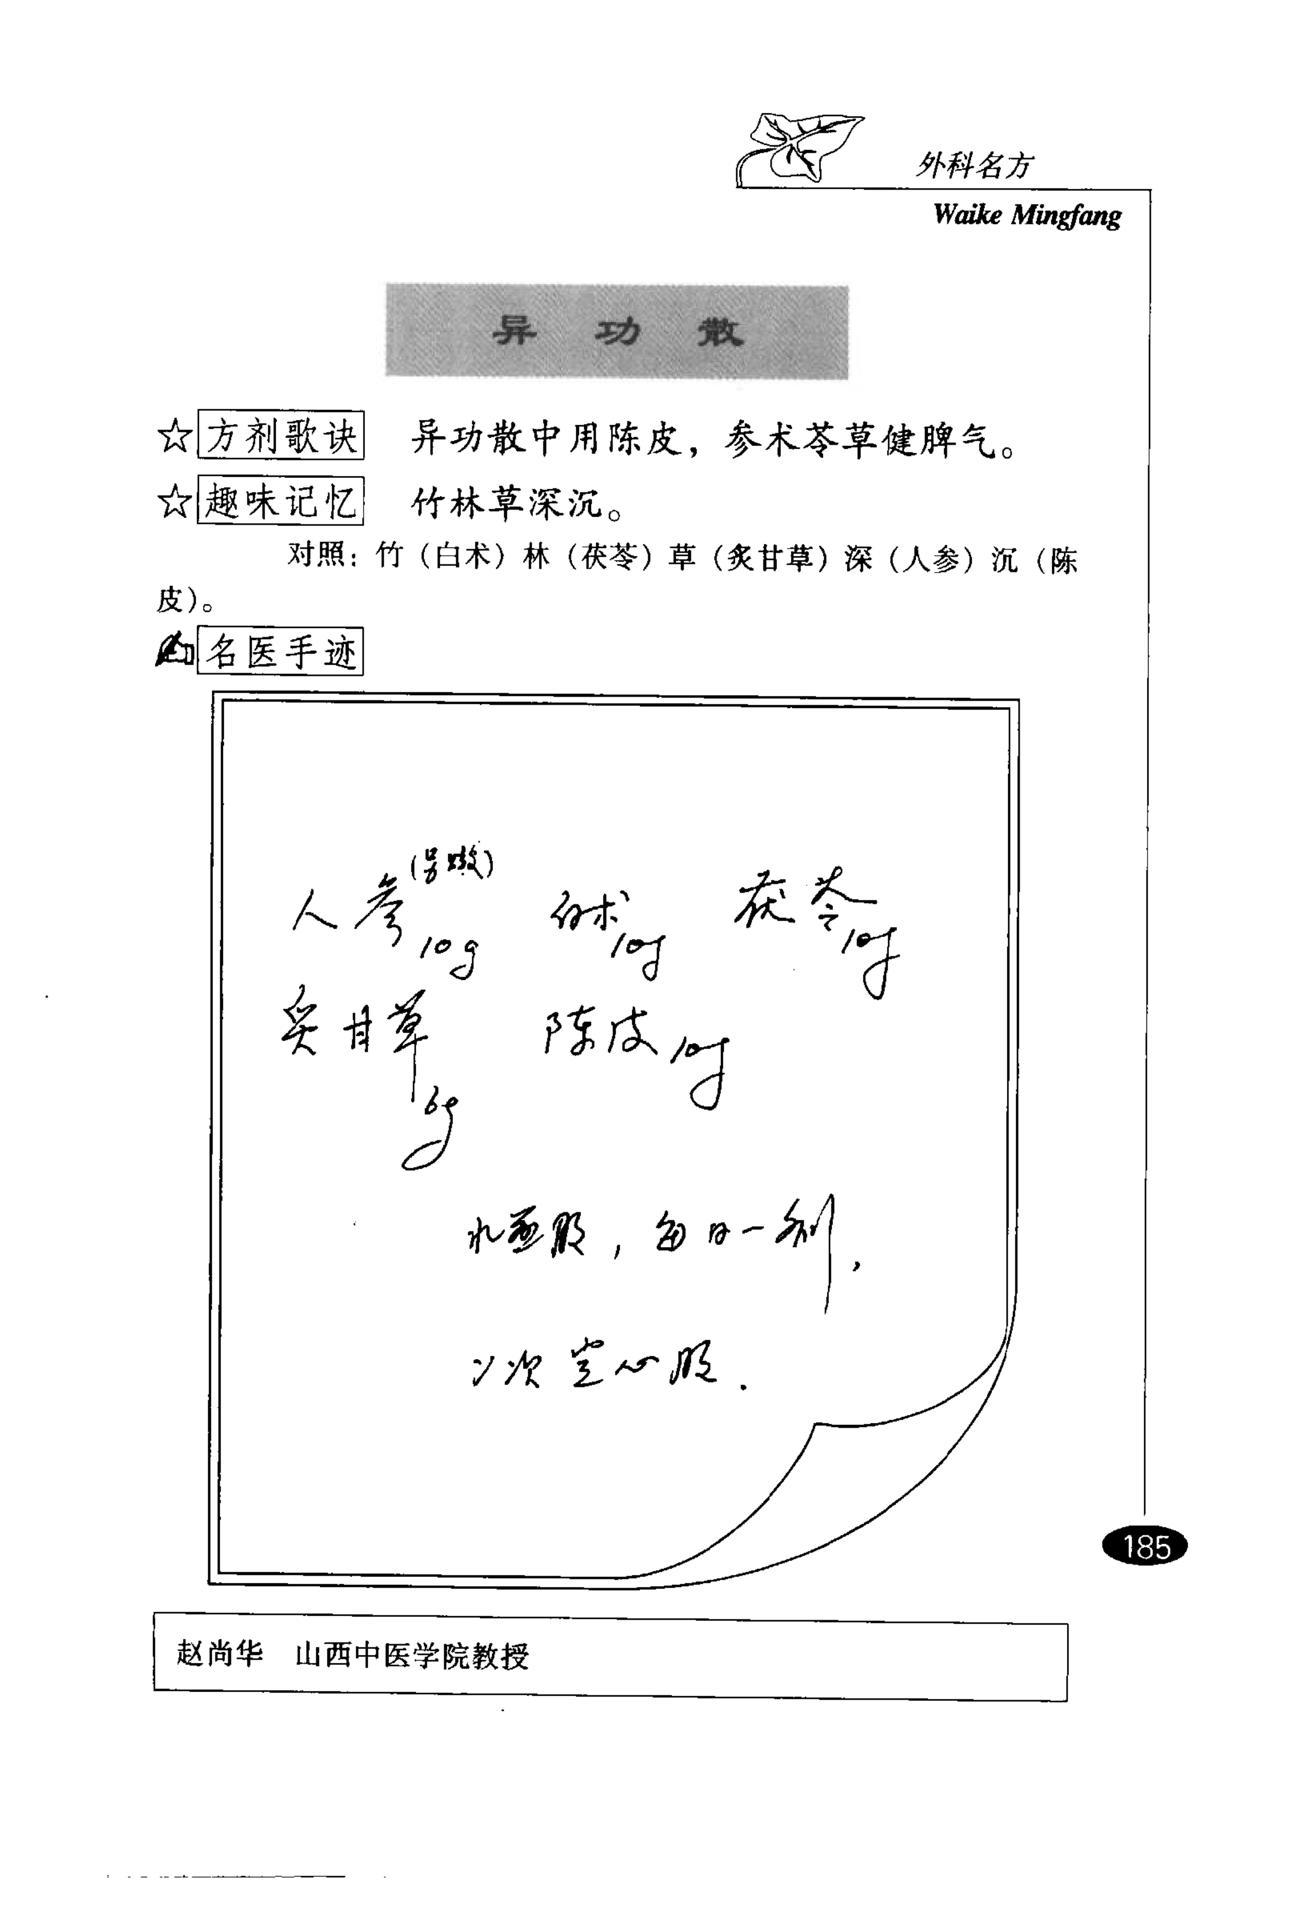 外科名方
Waike Mingfang
异功散
☆方剂歌诀 异功散中用陈皮，参术苓草健脾气。
☆趣味记忆 竹林草深沉。
对照：竹（白术）林（茯苓）草（炙甘草）深（人参）沉（陈
皮）。
名医手迹
(另燉)
人参10g 白术10g 茯苓10g
炙甘草6g 陈皮10g
水煎服，每日一剂，
2次空心服.
185
赵尚华 山西中医学院教授